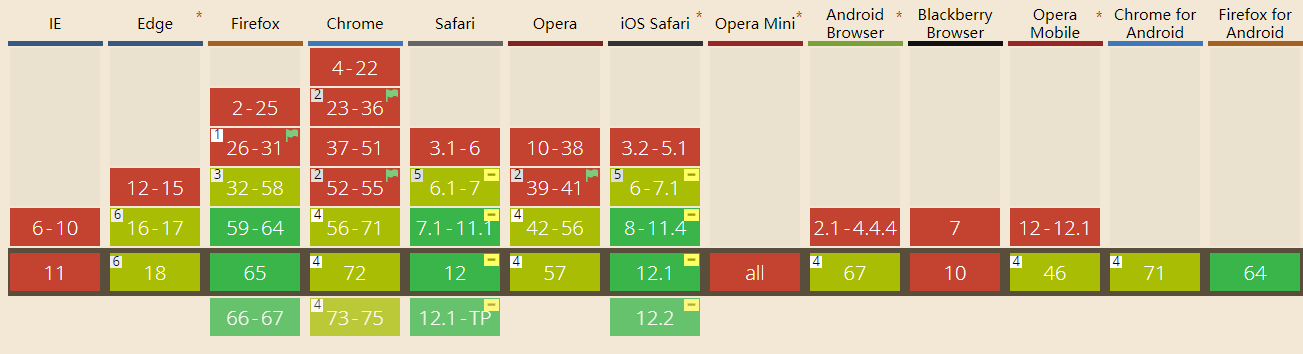 IE Edge * Firefox Chrome Safari Opera iOS Safari * Opera Mini * Android Browser * Blackberry Browser Opera Mobile * Chrome for Android Firefox for Android
4-22
2-25 2 23-36
1 26-31 37-51 3.1-6 10-38 3.2-5.1
12-15 3 32-58 2 52-55 5 6.1-7 2 39-41 5 6-7.1
6-10 6 16-17 59-64 4 56-71 7.1-11.1 4 42-56 8-11.4 2.1-4.4.4 7 12-12.1
11 6 18 65 4 72 12 4 57 12.1 all 4 67 10 4 46 4 71 64
66-67 4 73-75 12.1-TP 12.2